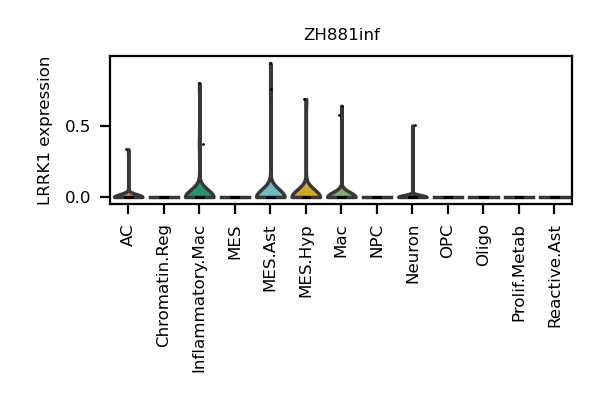 ZH881inf
LRRK1 expression
0.5
0.0
AC
Chromatin.Reg
Inflammatory.Mac
MES
MES.Ast
MES.Hyp
Mac
NPC
Neuron
OPC
Oligo
Prolif.Metab
Reactive.Ast